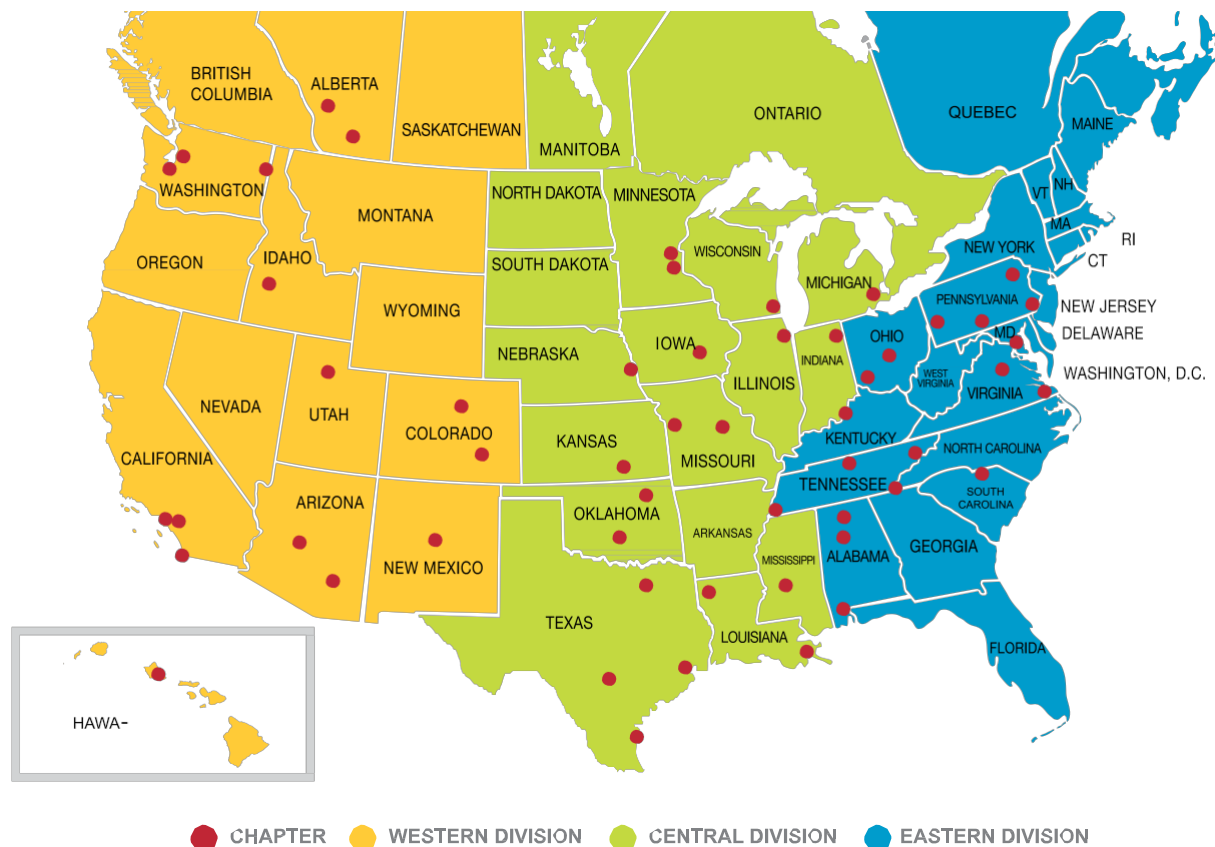 BRITISH
COLUMBIA
ALBERTA
SASKATCHEWAN
MANITOBA
ONTARIO
QUEBEC
MAINE
WASHINGTON
MONTANA
NORTH DAKOTA
MINNESOTA
VT
NH
MA
RI
CT
OREGON
IDAHO
SOUTH DAKOTA
WISCONSIN
MICHIGAN
NEW YORK
WYOMING
NEBRASKA
IOWA
PENNSYLVANIA
NEW JERSEY
DELAWARE
MD
OHIO
INDIANA
ILLINOIS
WEST
VIRGINIA
VIRGINIA
WASHINGTON, D.C.
NEVADA
UTAH
COLORADO
KANSAS
MISSOURI
KENTUCKY
NORTH CAROLINA
CALIFORNIA
ARIZONA
NEW MEXICO
OKLAHOMA
ARKANSAS
TENNESSEE
SOUTH
CAROLINA
MISSISSIPPI
ALABAMA
GEORGIA
TEXAS
LOUISIANA
FLORIDA
HAWA-
CHAPTER
WESTERN DIVISION
CENTRAL DIVISION
EASTERN DIVISION